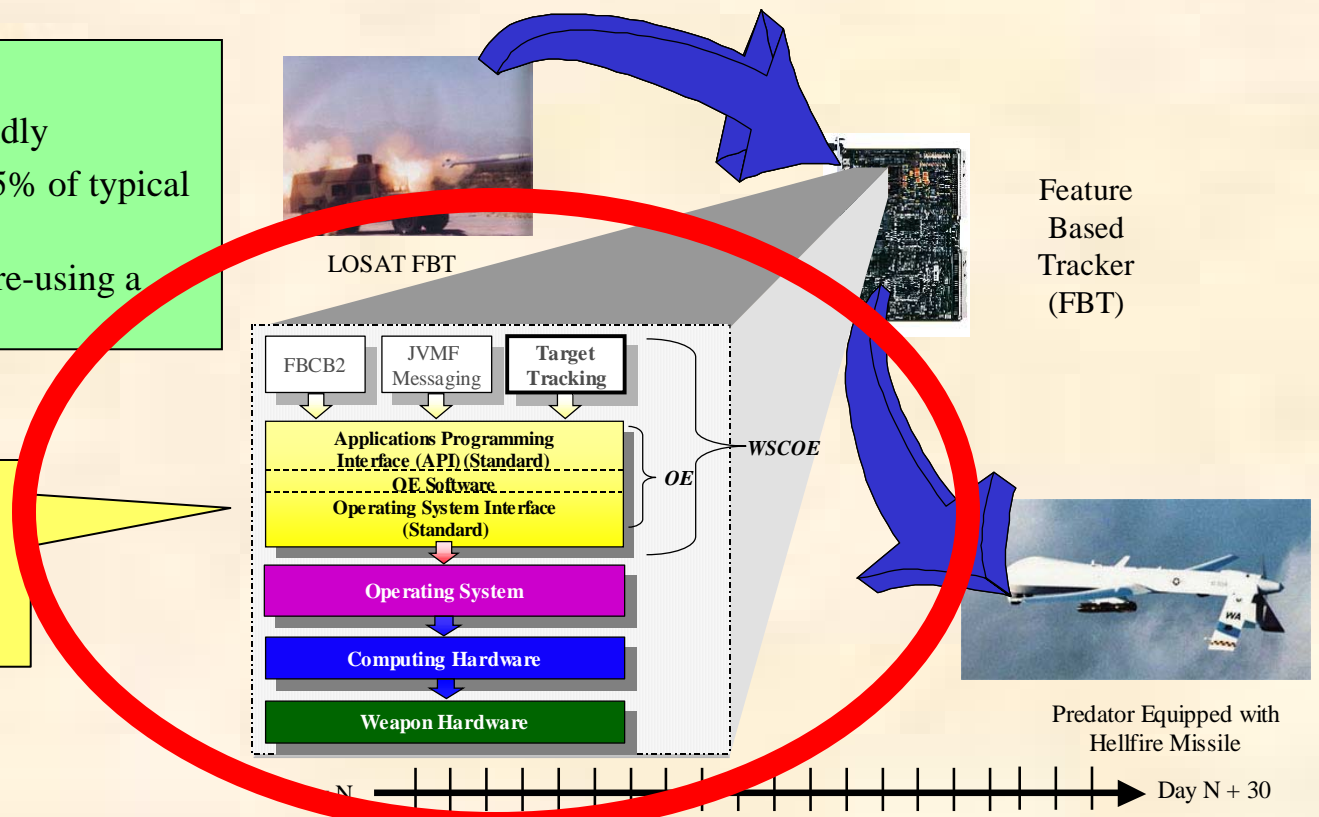 dly
5% of typical
re-using a
LOSAT FBT
Feature
Based
Tracker
(FBT)
FBCB2
JVMF
Messaging
Target
Tracking
Applications Programming
Interface (API) (Standard)
OE Software
Operating System Interface
(Standard)
OE
WSCOE
Operating System
Computing Hardware
Weapon Hardware
WA
Predator Equipped with
Hellfire Missile
N
Day N + 30